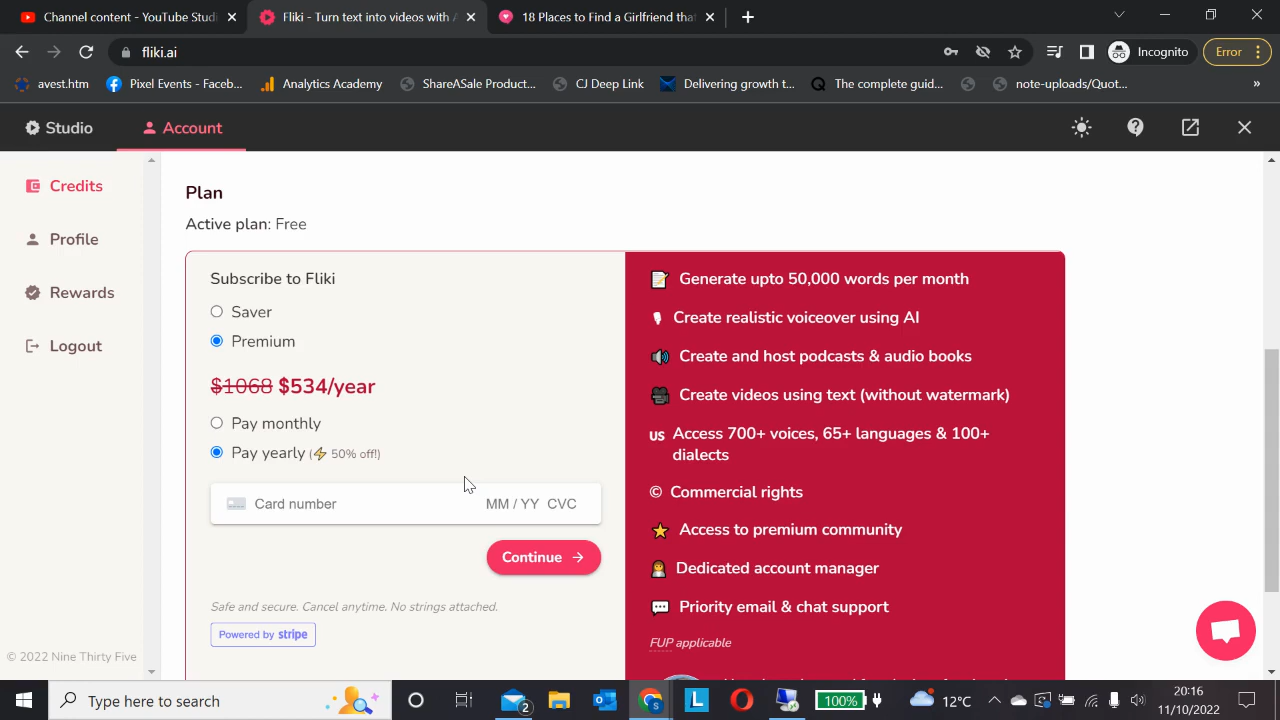 Content - YouTube Studi
Fliki - Turn text into videos with A
18 Places to Find a Girlfriend that
fliki.ai
Incognito
Error
avest.htm
Pixel Events - Faceb...
Analytics Academy
ShareASale Product...
CJ Deep Link
Delivering growth t...
The complete guid...
note-uploads/Quot...
»
Studio
Account
Credits
Profile
Rewards
Logout
© 2022 Nine Thirty Five
Plan
Active plan: Free
Subscribe to Fliki
Saver
Premium
$1068 $534/year
Pay monthly
Pay yearly (⚡ 50% off!)
Card number MM / YY CVC
Continue →
Safe and secure. Cancel anytime. No strings attached.
Powered by stripe
Generate upto 50,000 words per month
Create realistic voiceover using AI
Create and host podcasts & audio books
Create videos using text (without watermark)
US Access 700+ voices, 65+ languages & 100+
dialects
© Commercial rights
Access to premium community
Dedicated account manager
Priority email & chat support
FUP applicable
Type here to search
2
L
S
100%
12°C
20:16
11/10/2022